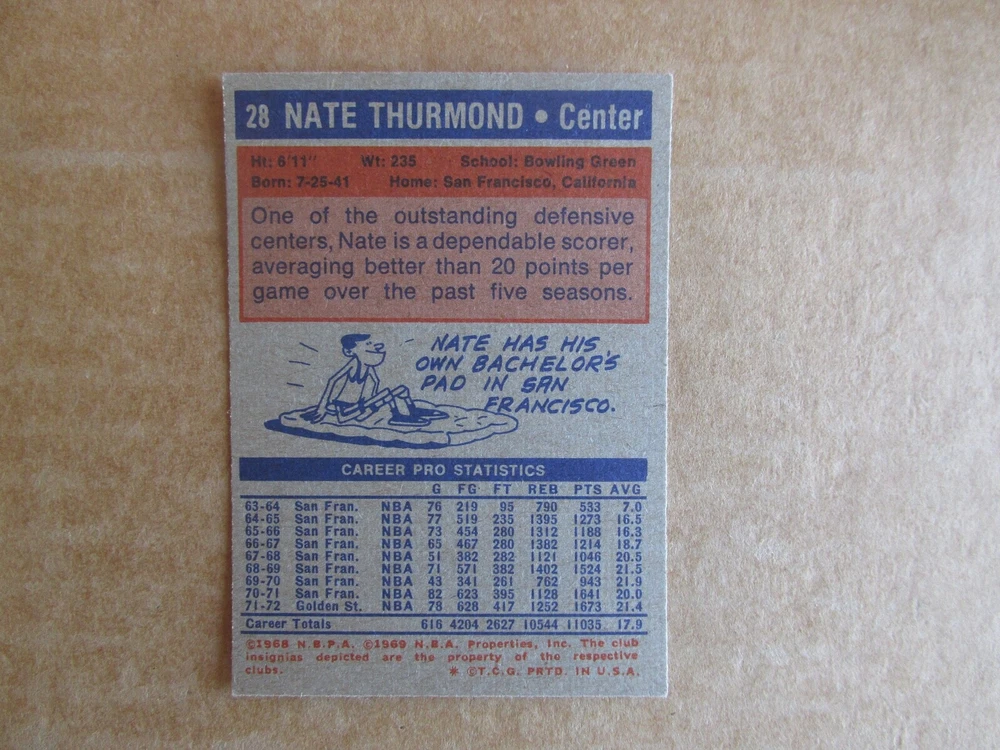 28 NATE THURMOND • Center
Ht: 6'11" Wt: 235 School: Bowling Green
Born: 7-25-41 Home: San Francisco, California
One of the outstanding defensive
centers, Nate is a dependable scorer,
averaging better than 20 points per
game over the past five seasons.
NATE HAS HIS
OWN BACHELOR'S
PAD IN SAN
FRANCISCO.
CAREER PRO STATISTICS
G FG FT REB PTS AVG
63-64 San Fran. NBA 76 219 95 790 533 7.0
64-65 San Fran. NBA 77 519 235 1395 1273 16.5
65-66 San Fran. NBA 73 454 280 1312 1188 16.3
66-67 San Fran. NBA 65 467 280 1382 1214 18.7
67-68 San Fran. NBA 51 382 282 1121 1046 20.5
68-69 San Fran. NBA 71 571 382 1402 1524 21.5
69-70 San Fran. NBA 43 341 261 762 943 21.9
70-71 San Fran. NBA 82 623 395 1128 1641 20.0
71-72 Golden St. NBA 78 628 417 1252 1673 21.4
Career Totals 616 4204 2627 10544 11035 17.9
©1968 N.B.P.A. ©1969 N.B.A. Properties, Inc. The club
insignias depicted are the property of the respective
clubs. * ©T.C.G. PRTD. IN U.S.A.